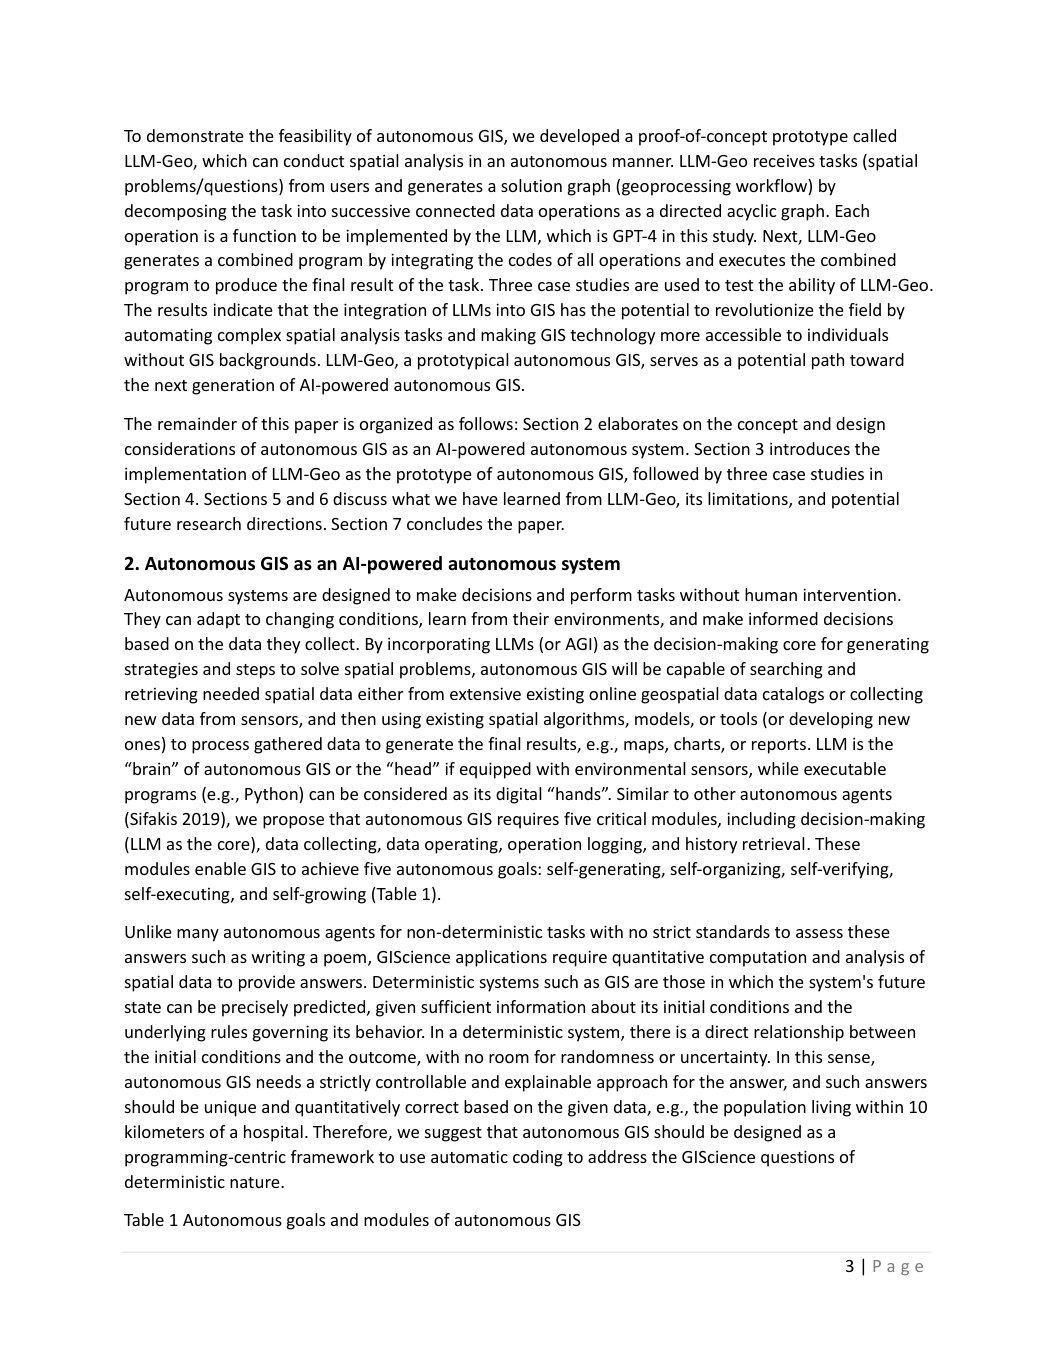 To demonstrate the feasibility of autonomous GIS, we developed a proof-of-concept prototype called
LLM-Geo, which can conduct spatial analysis in an autonomous manner. LLM-Geo receives tasks (spatial
problems/questions) from users and generates a solution graph (geoprocessing workflow) by
decomposing the task into successive connected data operations as a directed acyclic graph. Each
operation is a function to be implemented by the LLM, which is GPT-4 in this study. Next, LLM-Geo
generates a combined program by integrating the codes of all operations and executes the combined
program to produce the final result of the task. Three case studies are used to test the ability of LLM-Geo.
The results indicate that the integration of LLMs into GIS has the potential to revolutionize the field by
automating complex spatial analysis tasks and making GIS technology more accessible to individuals
without GIS backgrounds. LLM-Geo, a prototypical autonomous GIS, serves as a potential path toward
the next generation of AI-powered autonomous GIS.
The remainder of this paper is organized as follows: Section 2 elaborates on the concept and design
considerations of autonomous GIS as an AI-powered autonomous system. Section 3 introduces the
implementation of LLM-Geo as the prototype of autonomous GIS, followed by three case studies in
Section 4. Sections 5 and 6 discuss what we have learned from LLM-Geo, its limitations, and potential
future research directions. Section 7 concludes the paper.
2. Autonomous GIS as an AI-powered autonomous system
Autonomous systems are designed to make decisions and perform tasks without human intervention.
They can adapt to changing conditions, learn from their environments, and make informed decisions
based on the data they collect. By incorporating LLMs (or AGI) as the decision-making core for generating
strategies and steps to solve spatial problems, autonomous GIS will be capable of searching and
retrieving needed spatial data either from extensive existing online geospatial data catalogs or collecting
new data from sensors, and then using existing spatial algorithms, models, or tools (or developing new
ones) to process gathered data to generate the final results, e.g., maps, charts, or reports. LLM is the
“brain” of autonomous GIS or the “head” if equipped with environmental sensors, while executable
programs (e.g., Python) can be considered as its digital “hands”. Similar to other autonomous agents
(Sifakis 2019), we propose that autonomous GIS requires five critical modules, including decision-making
(LLM as the core), data collecting, data operating, operation logging, and history retrieval. These
modules enable GIS to achieve five autonomous goals: self-generating, self-organizing, self-verifying,
self-executing, and self-growing (Table 1).
Unlike many autonomous agents for non-deterministic tasks with no strict standards to assess these
answers such as writing a poem, GIScience applications require quantitative computation and analysis of
spatial data to provide answers. Deterministic systems such as GIS are those in which the system's future
state can be precisely predicted, given sufficient information about its initial conditions and the
underlying rules governing its behavior. In a deterministic system, there is a direct relationship between
the initial conditions and the outcome, with no room for randomness or uncertainty. In this sense,
autonomous GIS needs a strictly controllable and explainable approach for the answer, and such answers
should be unique and quantitatively correct based on the given data, e.g., the population living within 10
kilometers of a hospital. Therefore, we suggest that autonomous GIS should be designed as a
programming-centric framework to use automatic coding to address the GIScience questions of
deterministic nature.
Table 1 Autonomous goals and modules of autonomous GIS
3 | Page